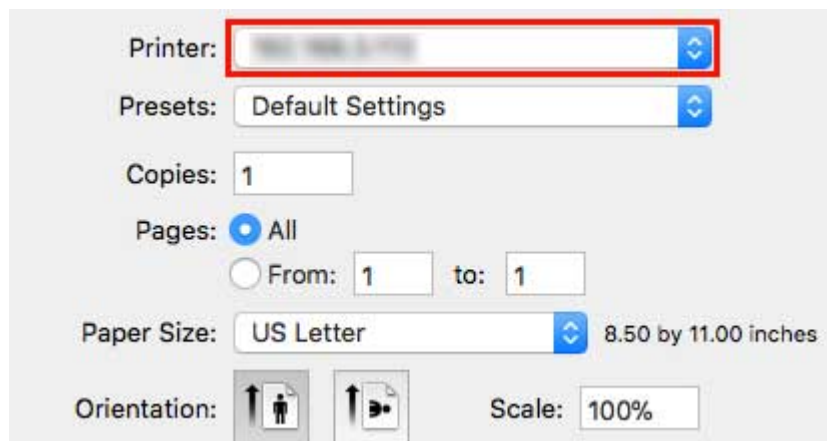 Printer:
Presets: Default Settings
Copies: 1
Pages: All
From: 1 to: 1
Paper Size: US Letter 8.50 by 11.00 inches
Orientation: Scale: 100%